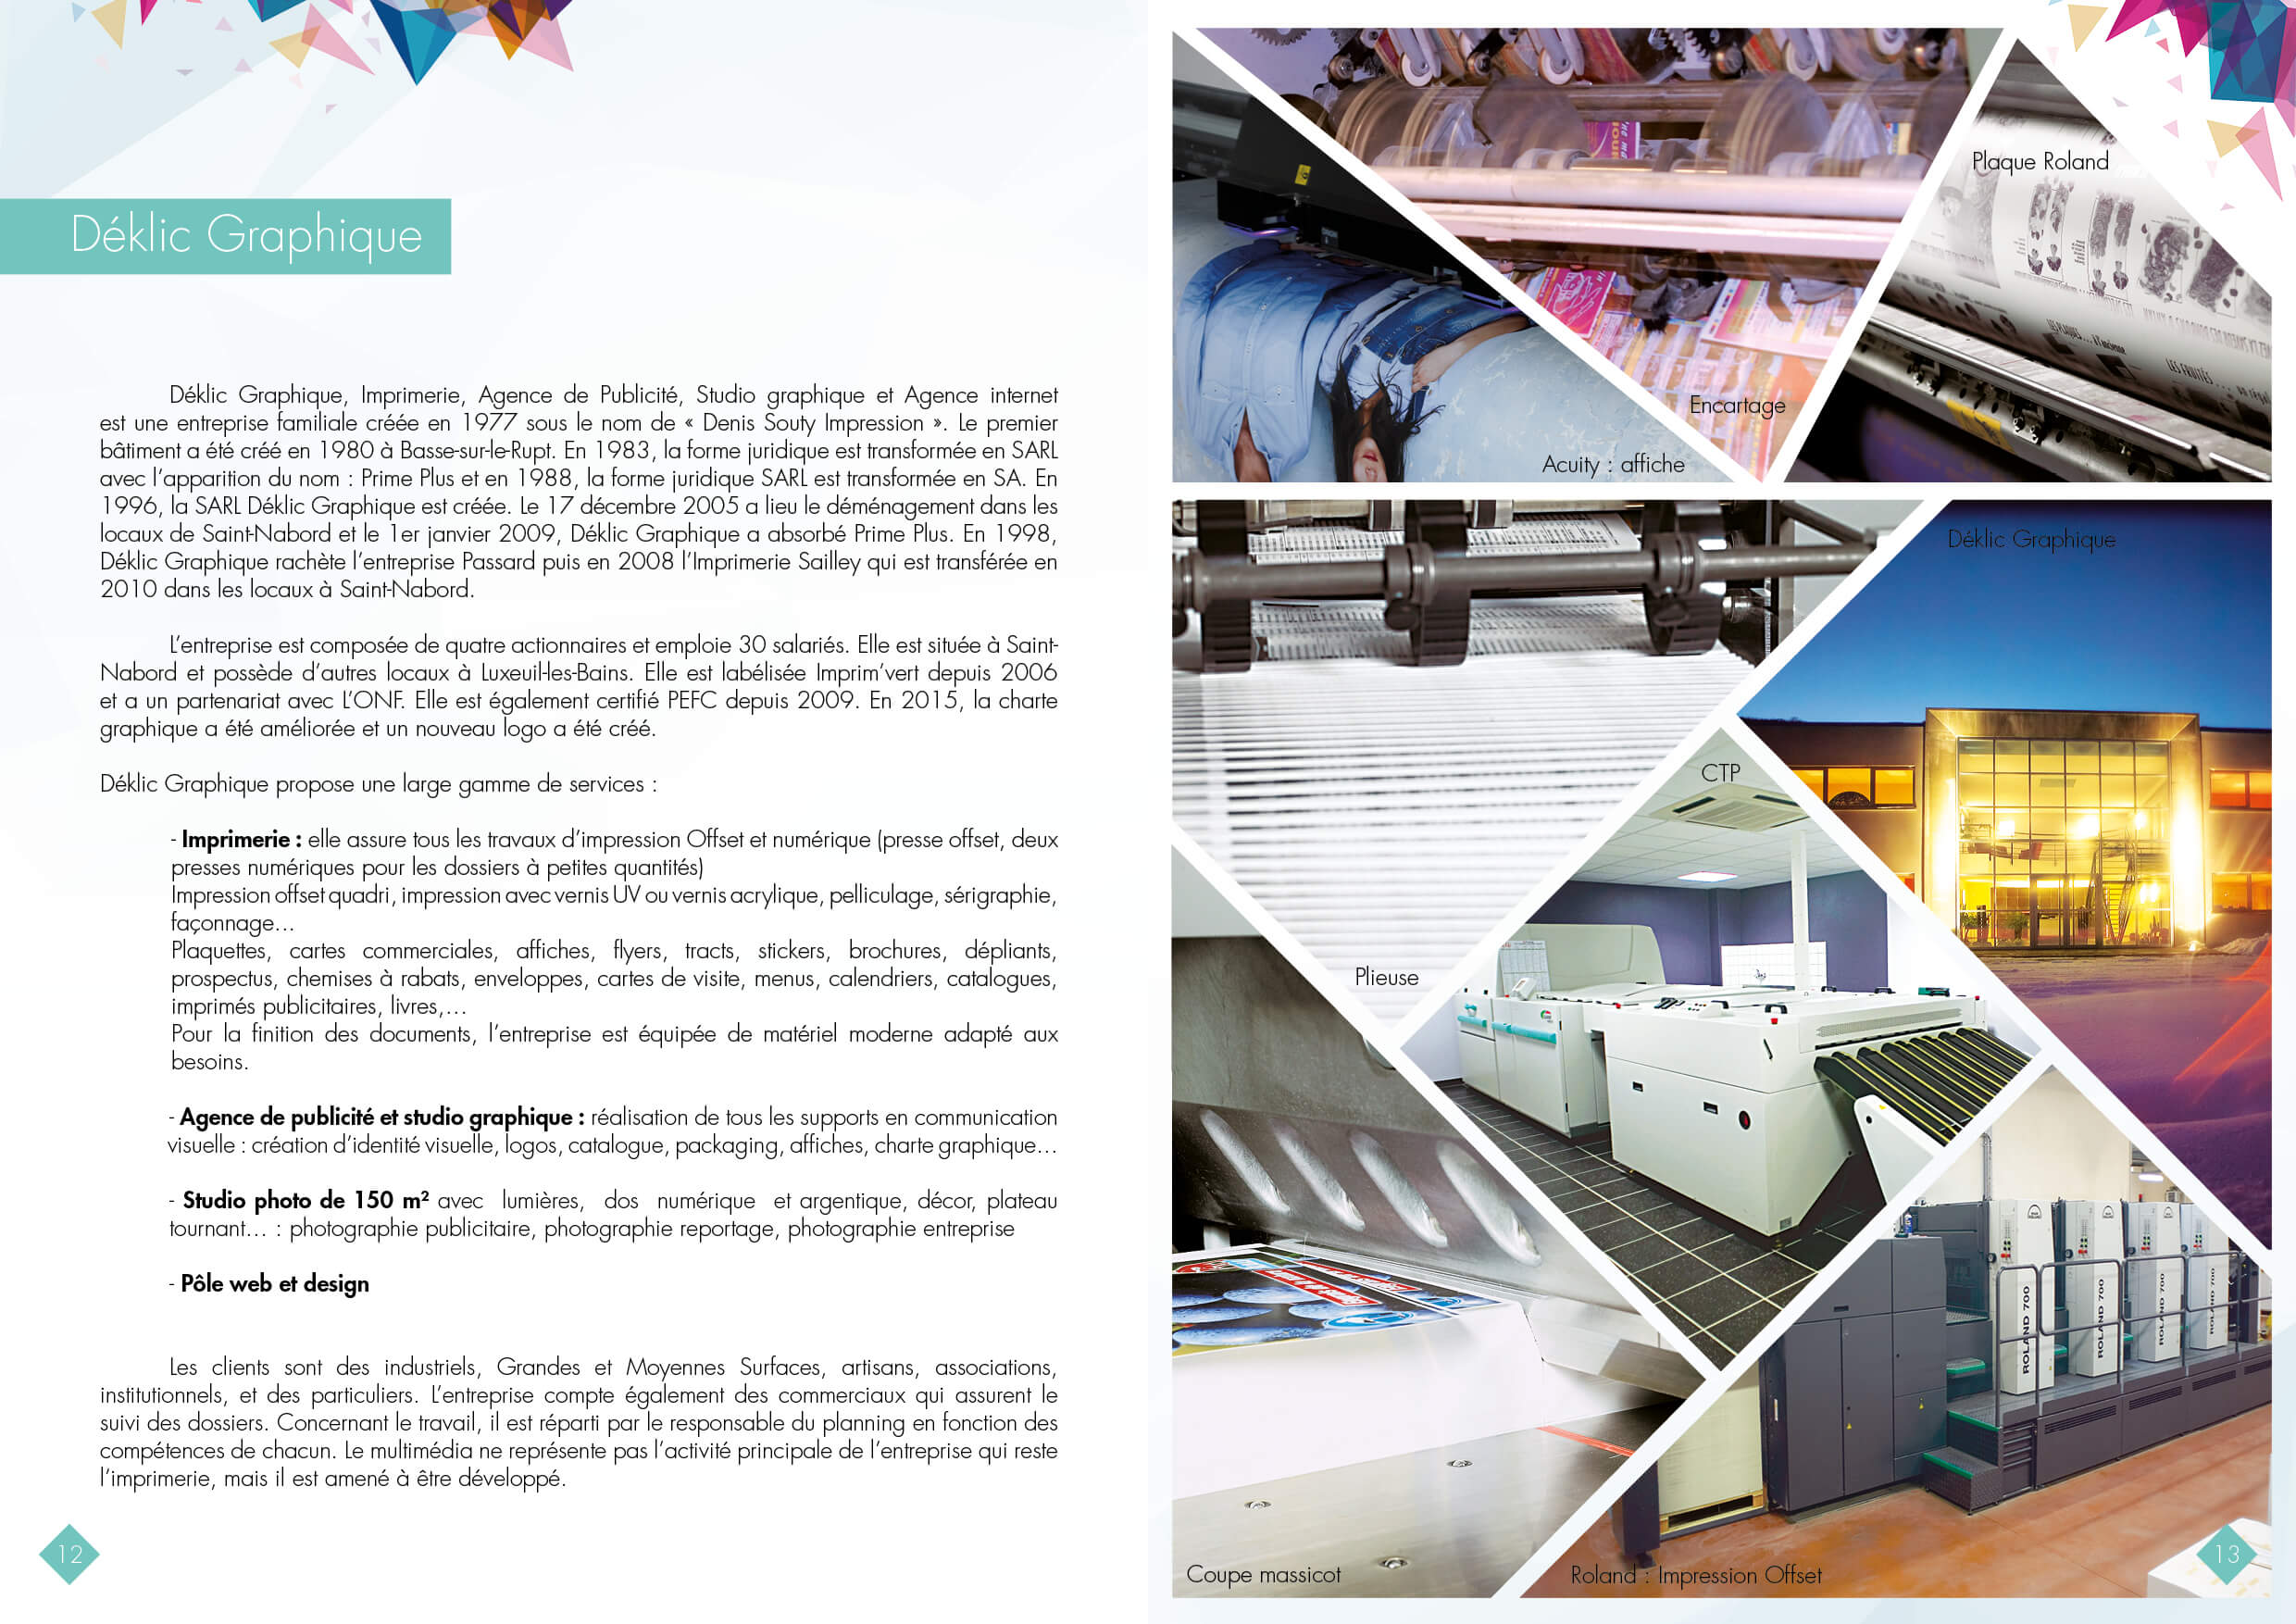 Déklic Graphique
Déklic Graphique, Imprimerie, Agence de Publicité, Studio graphique et Agence internet
est une entreprise familiale créée en 1977 sous le nom de « Denis Souty Impression ». Le premier
bâtiment a été créé en 1980 à Basse-sur-le-Rupt. En 1983, la forme juridique est transformée en SARL
avec l'apparition du nom : Prime Plus et en 1988, la forme juridique SARL est transformée en SA. En
1996, la SARL Déklic Graphique est créée. Le 17 décembre 2005 a lieu le déménagement dans les
locaux de Saint-Nabord et le 1er janvier 2009, Déklic Graphique a absorbé Prime Plus. En 1998,
Déklic Graphique rachète l'entreprise Passard puis en 2008 l'Imprimerie Sailley qui est transférée en
2010 dans les locaux à Saint-Nabord.
L'entreprise est composée de quatre actionnaires et emploie 30 salariés. Elle est située à Saint-
Nabord et possède d'autres locaux à Luxeuil-les-Bains. Elle est labélisée Imprim'vert depuis 2006
et a un partenariat avec L'ONF. Elle est également certifié PEFC depuis 2009. En 2015, la charte
graphique a été améliorée et un nouveau logo a été créé.
Déklic Graphique propose une large gamme de services :
- Imprimerie : elle assure tous les travaux d'impression Offset et numérique (presse offset, deux
presses numériques pour les dossiers à petites quantités)
Impression offset quadri, impression avec vernis UV ou vernis acrylique, pelliculage, sérigraphie,
façonnage...
Plaquettes, cartes commerciales, affiches, flyers, tracts, stickers, brochures, dépliants,
prospectus, chemises à rabats, enveloppes, cartes de visite, menus, calendriers, catalogues,
imprimés publicitaires, livres,...
Pour la finition des documents, l'entreprise est équipée de matériel moderne adapté aux
besoins.
- Agence de publicité et studio graphique : réalisation de tous les supports en communication
visuelle : création d'identité visuelle, logos, catalogue, packaging, affiches, charte graphique...
- Studio photo de 150 m² avec lumières, dos numérique et argentique, décor, plateau
tournant... : photographie publicitaire, photographie reportage, photographie entreprise
- Pôle web et design
Les clients sont des industriels, Grandes et Moyennes Surfaces, artisans, associations,
institutionnels, et des particuliers. L'entreprise compte également des commerciaux qui assurent le
suivi des dossiers. Concernant le travail, il est réparti par le responsable du planning en fonction des
compétences de chacun. Le multimédia ne représente pas l'activité principale de l'entreprise qui reste
l'imprimerie, mais il est amené à être développé.
12
Plaque Roland
LES FRUITÉS
Encartage
Acuity : affiche
Déklic Graphique
CTP
Plieuse
ROLAND 700
ROLAND 700
ROLAND 700
ROLAND 700
Coupe massicot
Roland : Impression Offset
13